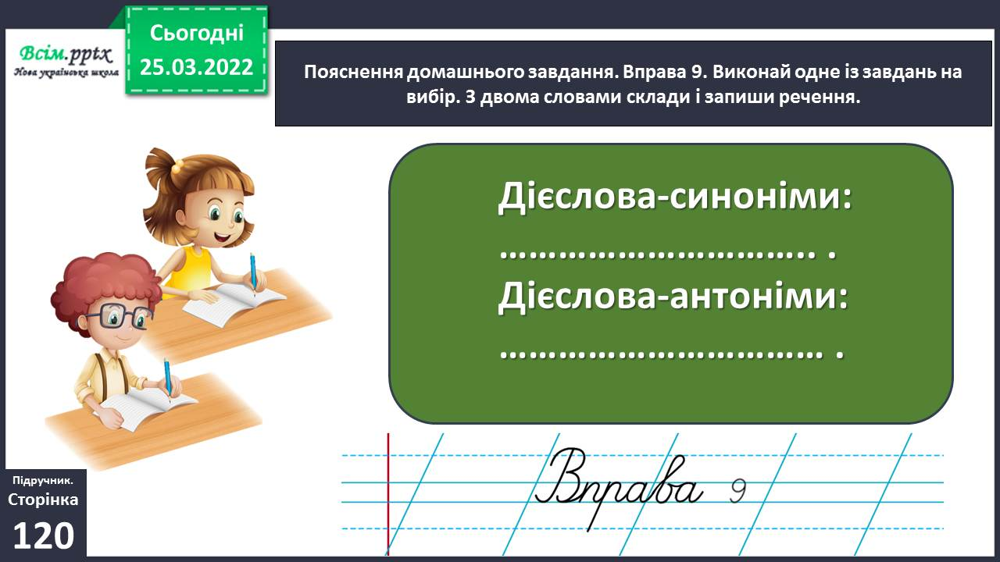 Сьогодні
25.03.2022
Всім.pptx
Нова українська школа
Пояснення домашнього завдання. Вправа 9. Виконай одне із завдань на
вибір. З двома словами склади і запиши речення.
Дієслова-синоніми:
………………………….. .
Дієслова-антоніми:
…………………………… .
Вправа 9
Підручник.
Сторінка
120